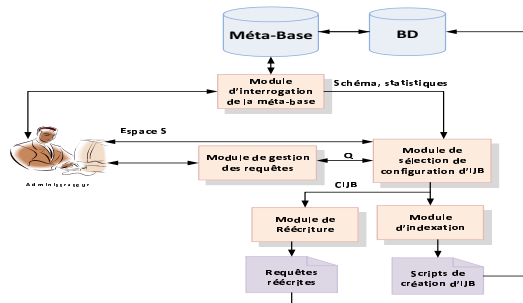 Méta-Base
BD
Module
d'interrogation
de la méta-base
Schéma, statistiques
Espace S
Module de gestion
des requêtes
Q
Module de
sélection de
configuration d'IJB
Administrateur
CIJB
Module de
Réécriture
Module
d'indexation
Requêtes
réécrites
Scripts de
création d'IJB